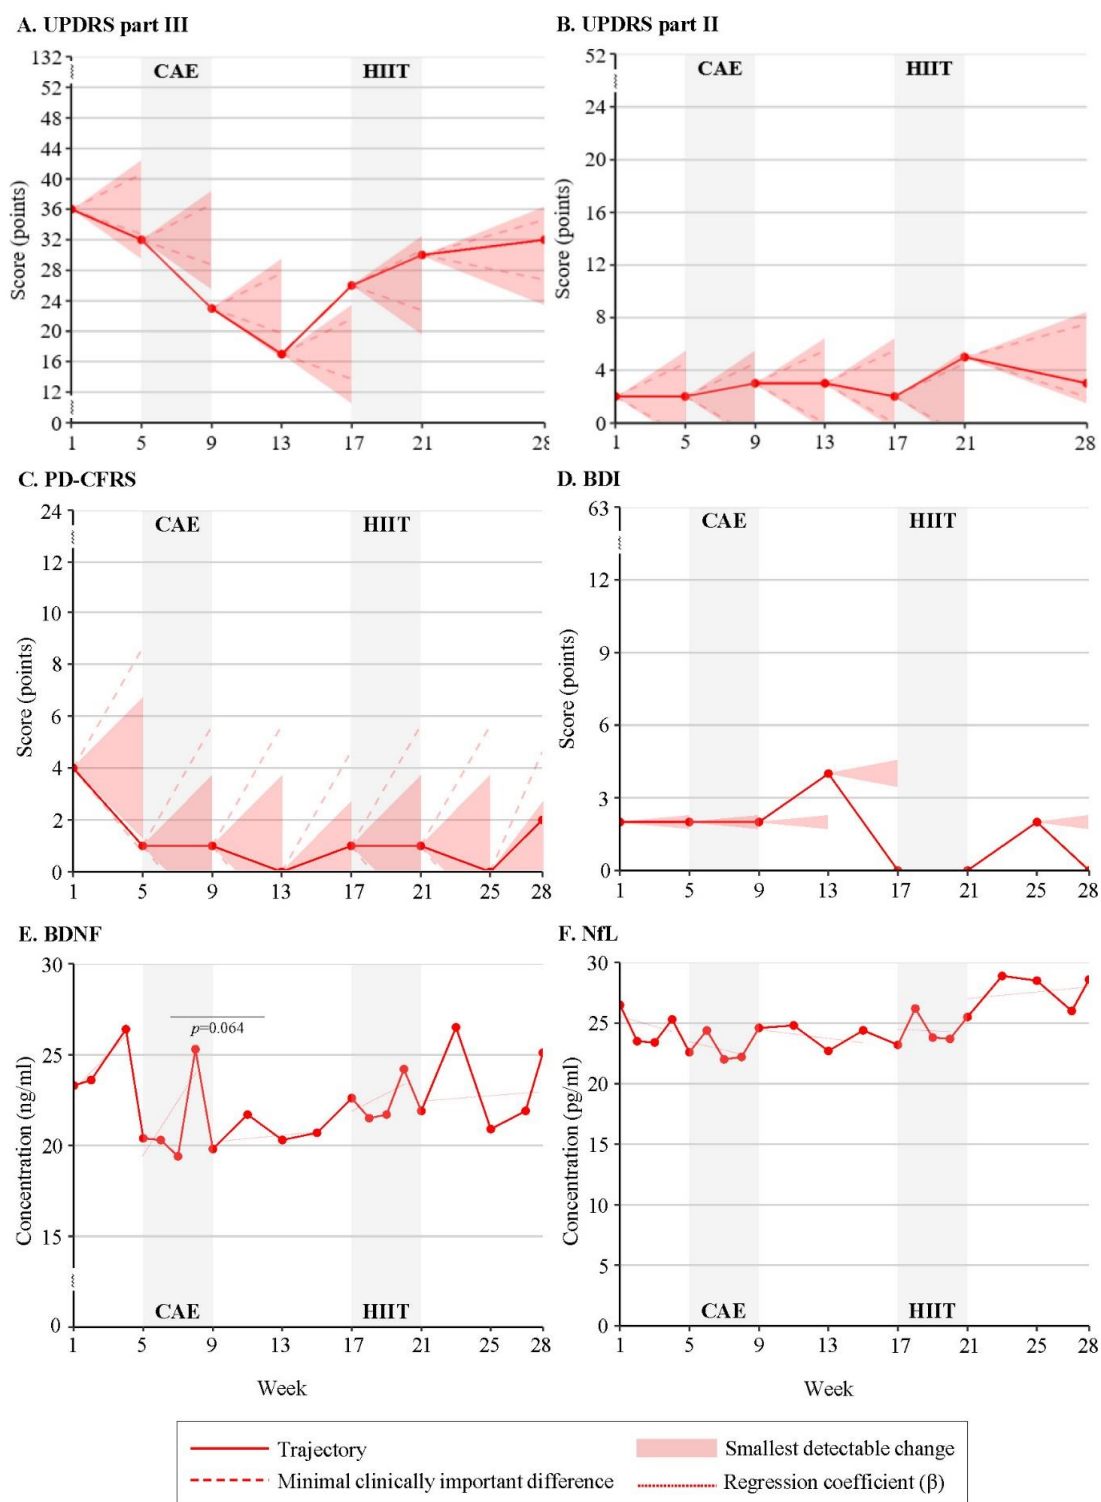 A. UPDRS part III
B. UPDRS part II
CAE
HIIT
Score (points)
132
52
48
44
40
36
32
28
24
20
16
12
0
1 5 9 13 17 21 28
CAE
HIIT
Score (points)
52
24
20
16
12
8
4
0
1 5 9 13 17 21 28
C. PD-CFRS
D. BDI
CAE
HIIT
Score (points)
24
12
10
8
6
4
2
0
1 5 9 13 17 21 25 28
CAE
HIIT
Score (points)
63
12
9
6
3
0
1 5 9 13 17 21 25 28
E. BDNF
F. NfL
Concentration (ng/ml)
30
25
20
15
0
p=0.064
CAE
HIIT
1 5 9 13 17 21 25 28
Week
Concentration (pg/ml)
30
25
20
15
10
5
0
CAE
HIIT
1 5 9 13 17 21 25 28
Week
Trajectory
Smallest detectable change
Minimal clinically important difference
Regression coefficient (β)